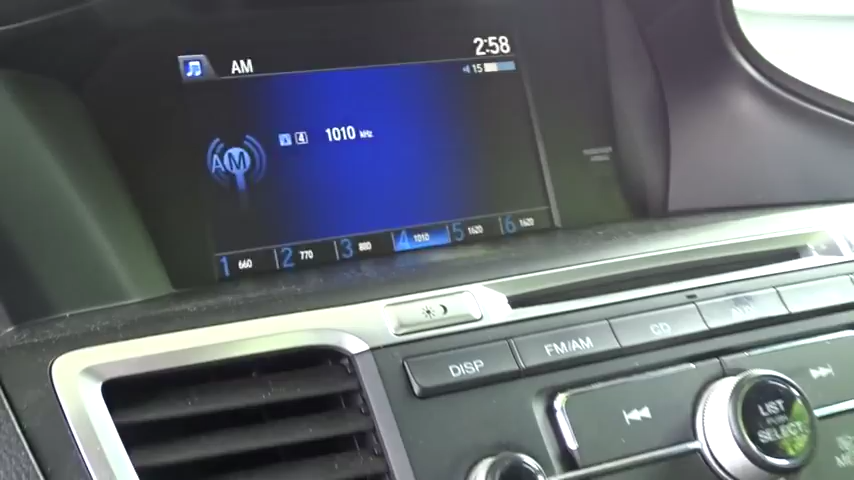 AM
2:58
15
AM
4
1010 kHz
1 660
2 770
3 880
4 1010
5 1620
6 1620
DISP
FM/AM
CD
AUX
LIST
SELECT